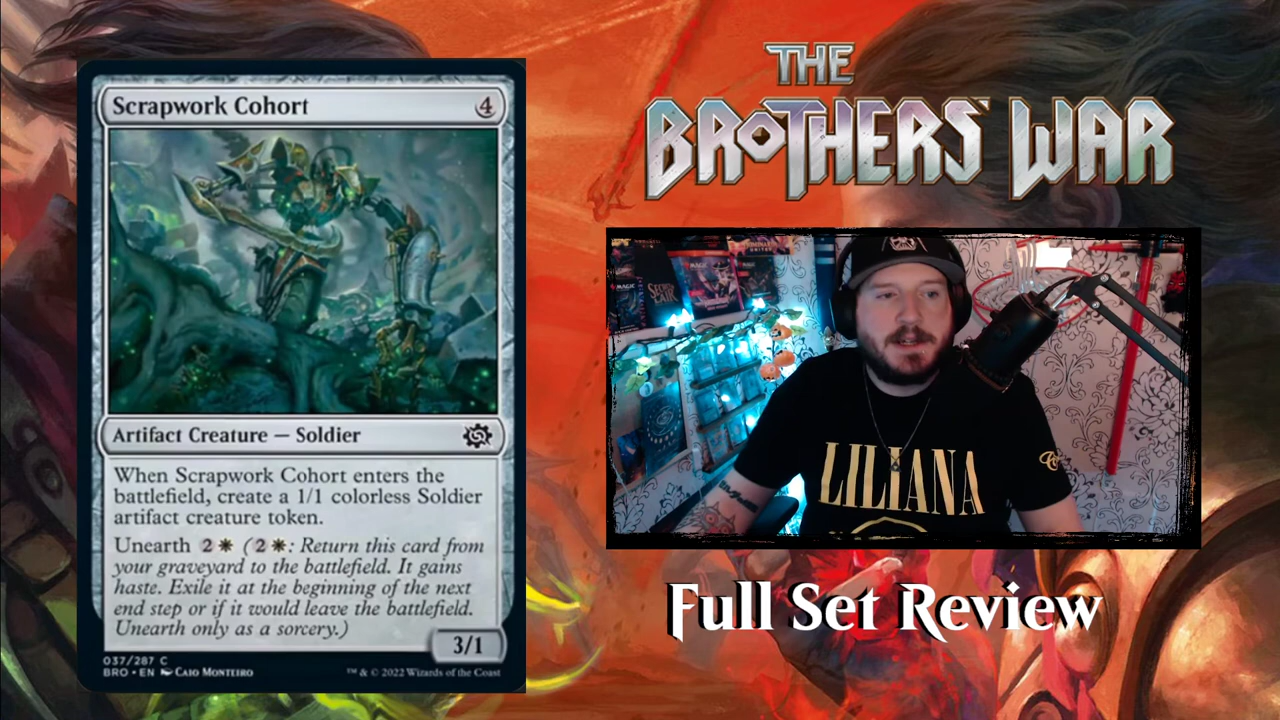 Scrapwork Cohort 4
Artifact Creature — Soldier
When Scrapwork Cohort enters the
battlefield, create a 1/1 colorless Soldier
artifact creature token.
Unearth 2 (2 : Return this card from
your graveyard to the battlefield. It gains
haste. Exile it at the beginning of the next
end step or if it would leave the battlefield.
Unearth only as a sorcery.)
3/1
037/287 C
BRO • EN CAIO MONTEIRO
™ & © 2022 Wizards of the Coast
THE
BROTHERS' WAR
MAGIC
LILIANA
Full Set Review